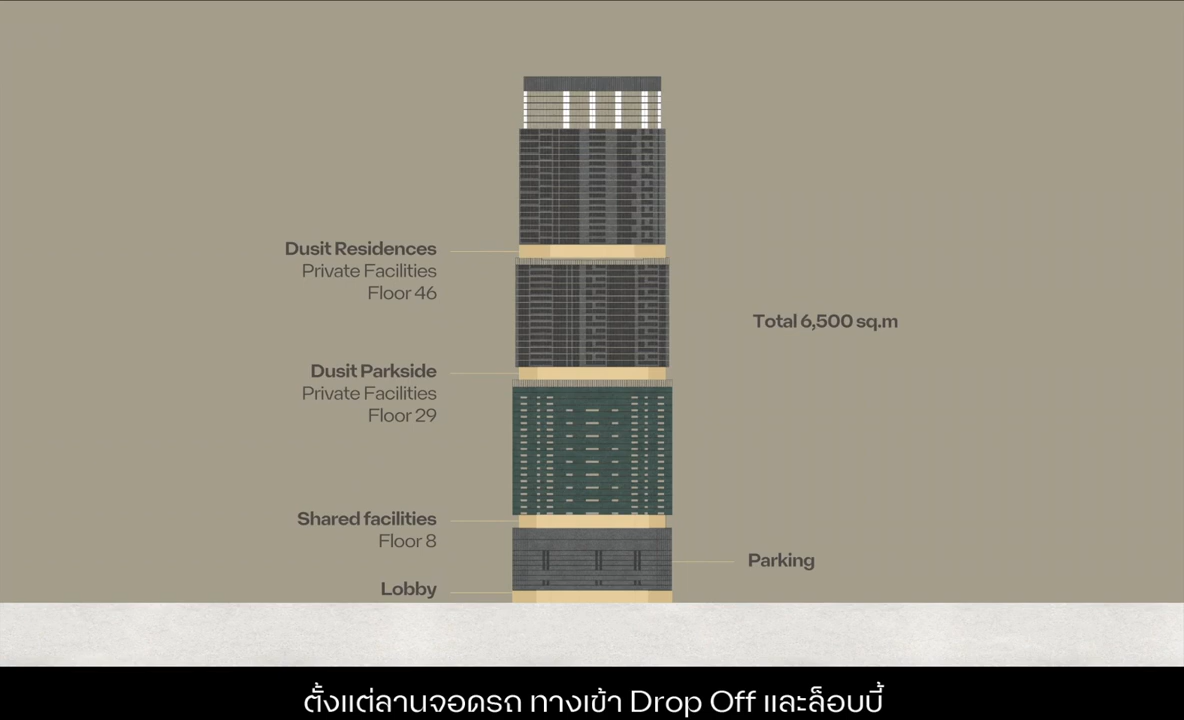 Dusit Residences
Private Facilities
Floor 46
Total 6,500 sq.m
Dusit Parkside
Private Facilities
Floor 29
Shared facilities
Floor 8
Parking
Lobby
ตั้งแต่ลานจอดรถ ทางเข้า Drop Off และล็อบบี้